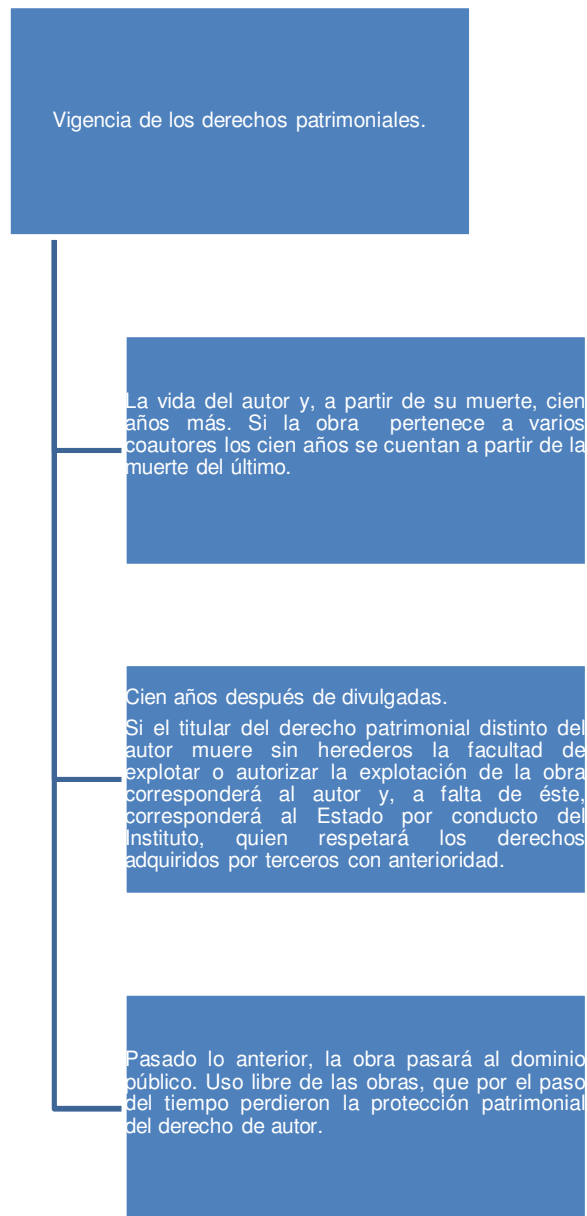 Vigencia de los derechos patrimoniales.
La vida del autor y, a partir de su muerte, cien
años más. Si la obra pertenece a varios
coautores los cien años se cuentan a partir de la
muerte del último.
Cien años después de divulgadas.
Si el titular del derecho patrimonial distinto del
autor muere sin herederos la facultad de
explotar o autorizar la explotación de la obra
corresponderá al autor y, a falta de éste,
corresponderá al Estado por conducto del
Instituto, quien respetará los derechos
adquiridos por terceros con anterioridad.
Pasado lo anterior, la obra pasará al dominio
público. Uso libre de las obras, que por el paso
del tiempo perdieron la protección patrimonial
del derecho de autor.